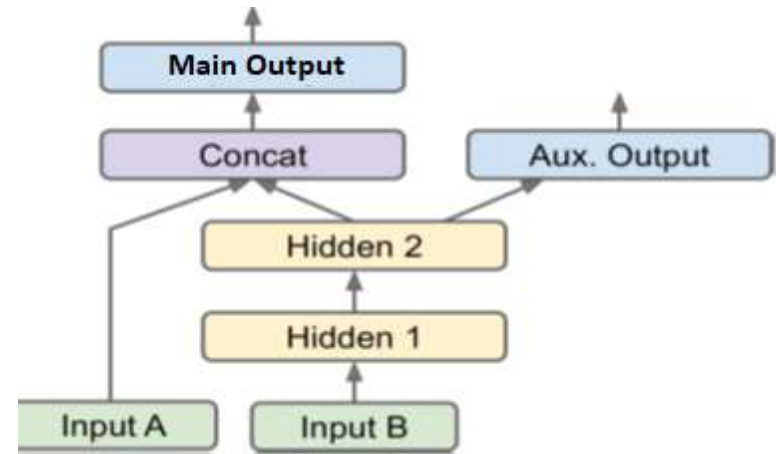 Main Output
Concat
Aux. Output
Hidden 2
Hidden 1
Input A
Input B